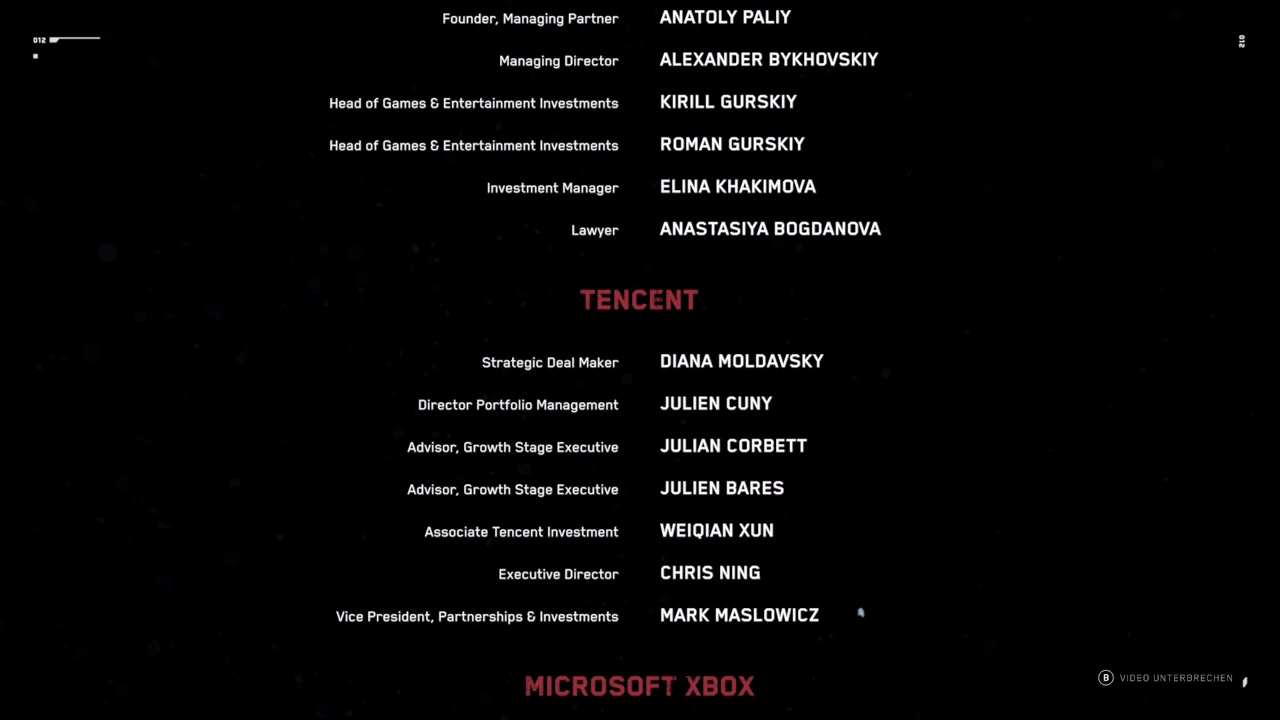 Founder, Managing Partner ANATOLY PALIY
012
012
Managing Director ALEXANDER BYKHOVSKIY
Head of Games & Entertainment Investments KIRILL GURSKIY
Head of Games & Entertainment Investments ROMAN GURSKIY
Investment Manager ELINA KHAKIMOVA
Lawyer ANASTASIYA BOGDANOVA
TENCENT
Strategic Deal Maker DIANA MOLDAVSKY
Director Portfolio Management JULIEN CUNY
Advisor, Growth Stage Executive JULIAN CORBETT
Advisor, Growth Stage Executive JULIEN BARES
Associate Tencent Investment WEIQIAN XUN
Executive Director CHRIS NING
Vice President, Partnerships & Investments MARK MASLOWICZ
MICROSOFT XBOX
B VIDEO UNTERBRECHEN